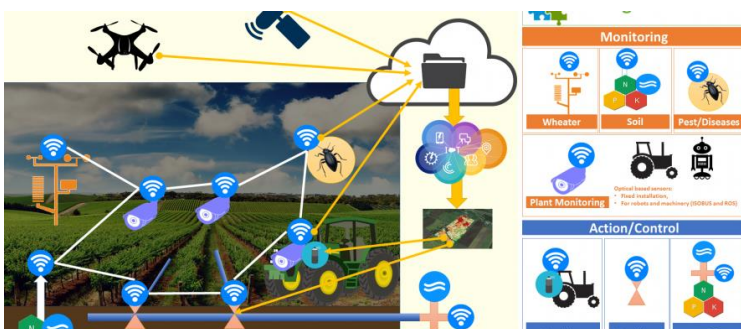 Monitoring
N
P
K
Wheater
Soil
Pest/Diseases
Optical based sensors:
• Fixed installation,
• For robots and machinery (ISOBUS and ROS)
Plant Monitoring
Action/Control
N
P
K
N